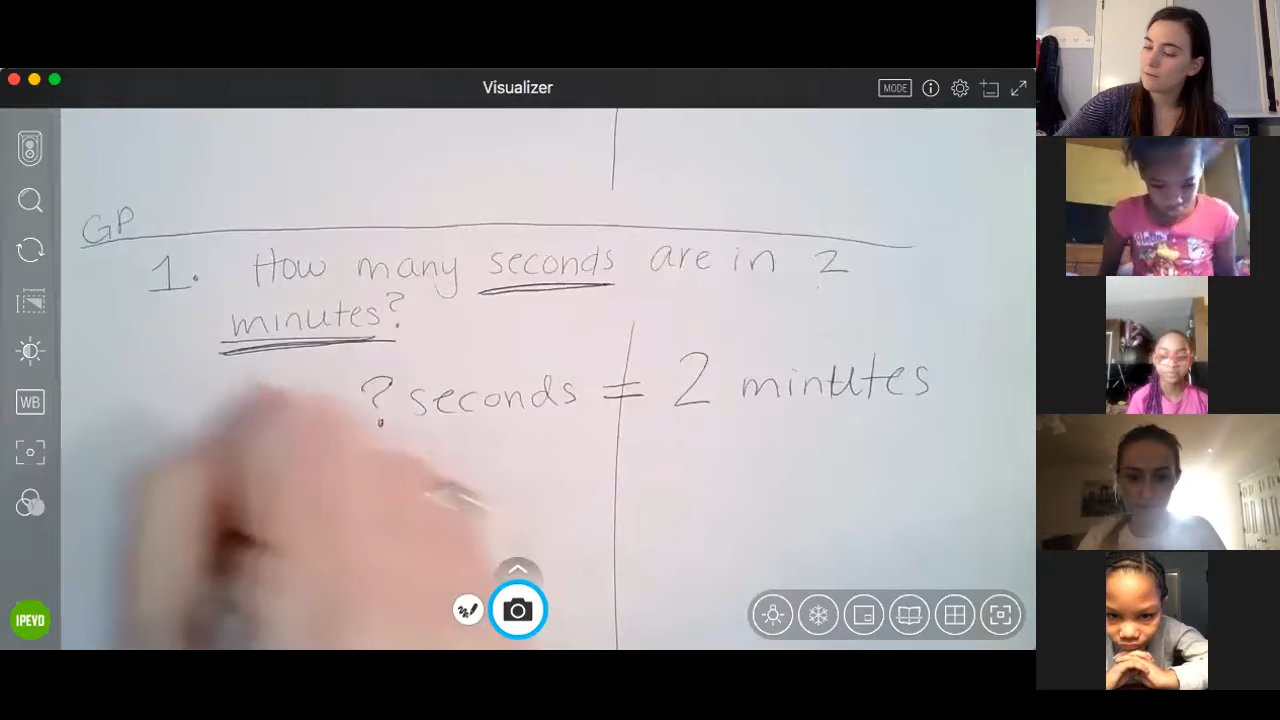 Visualizer
MODE
GP
1. How many seconds are in 2
minutes?
? seconds = 2 minutes
WB
IPEVO